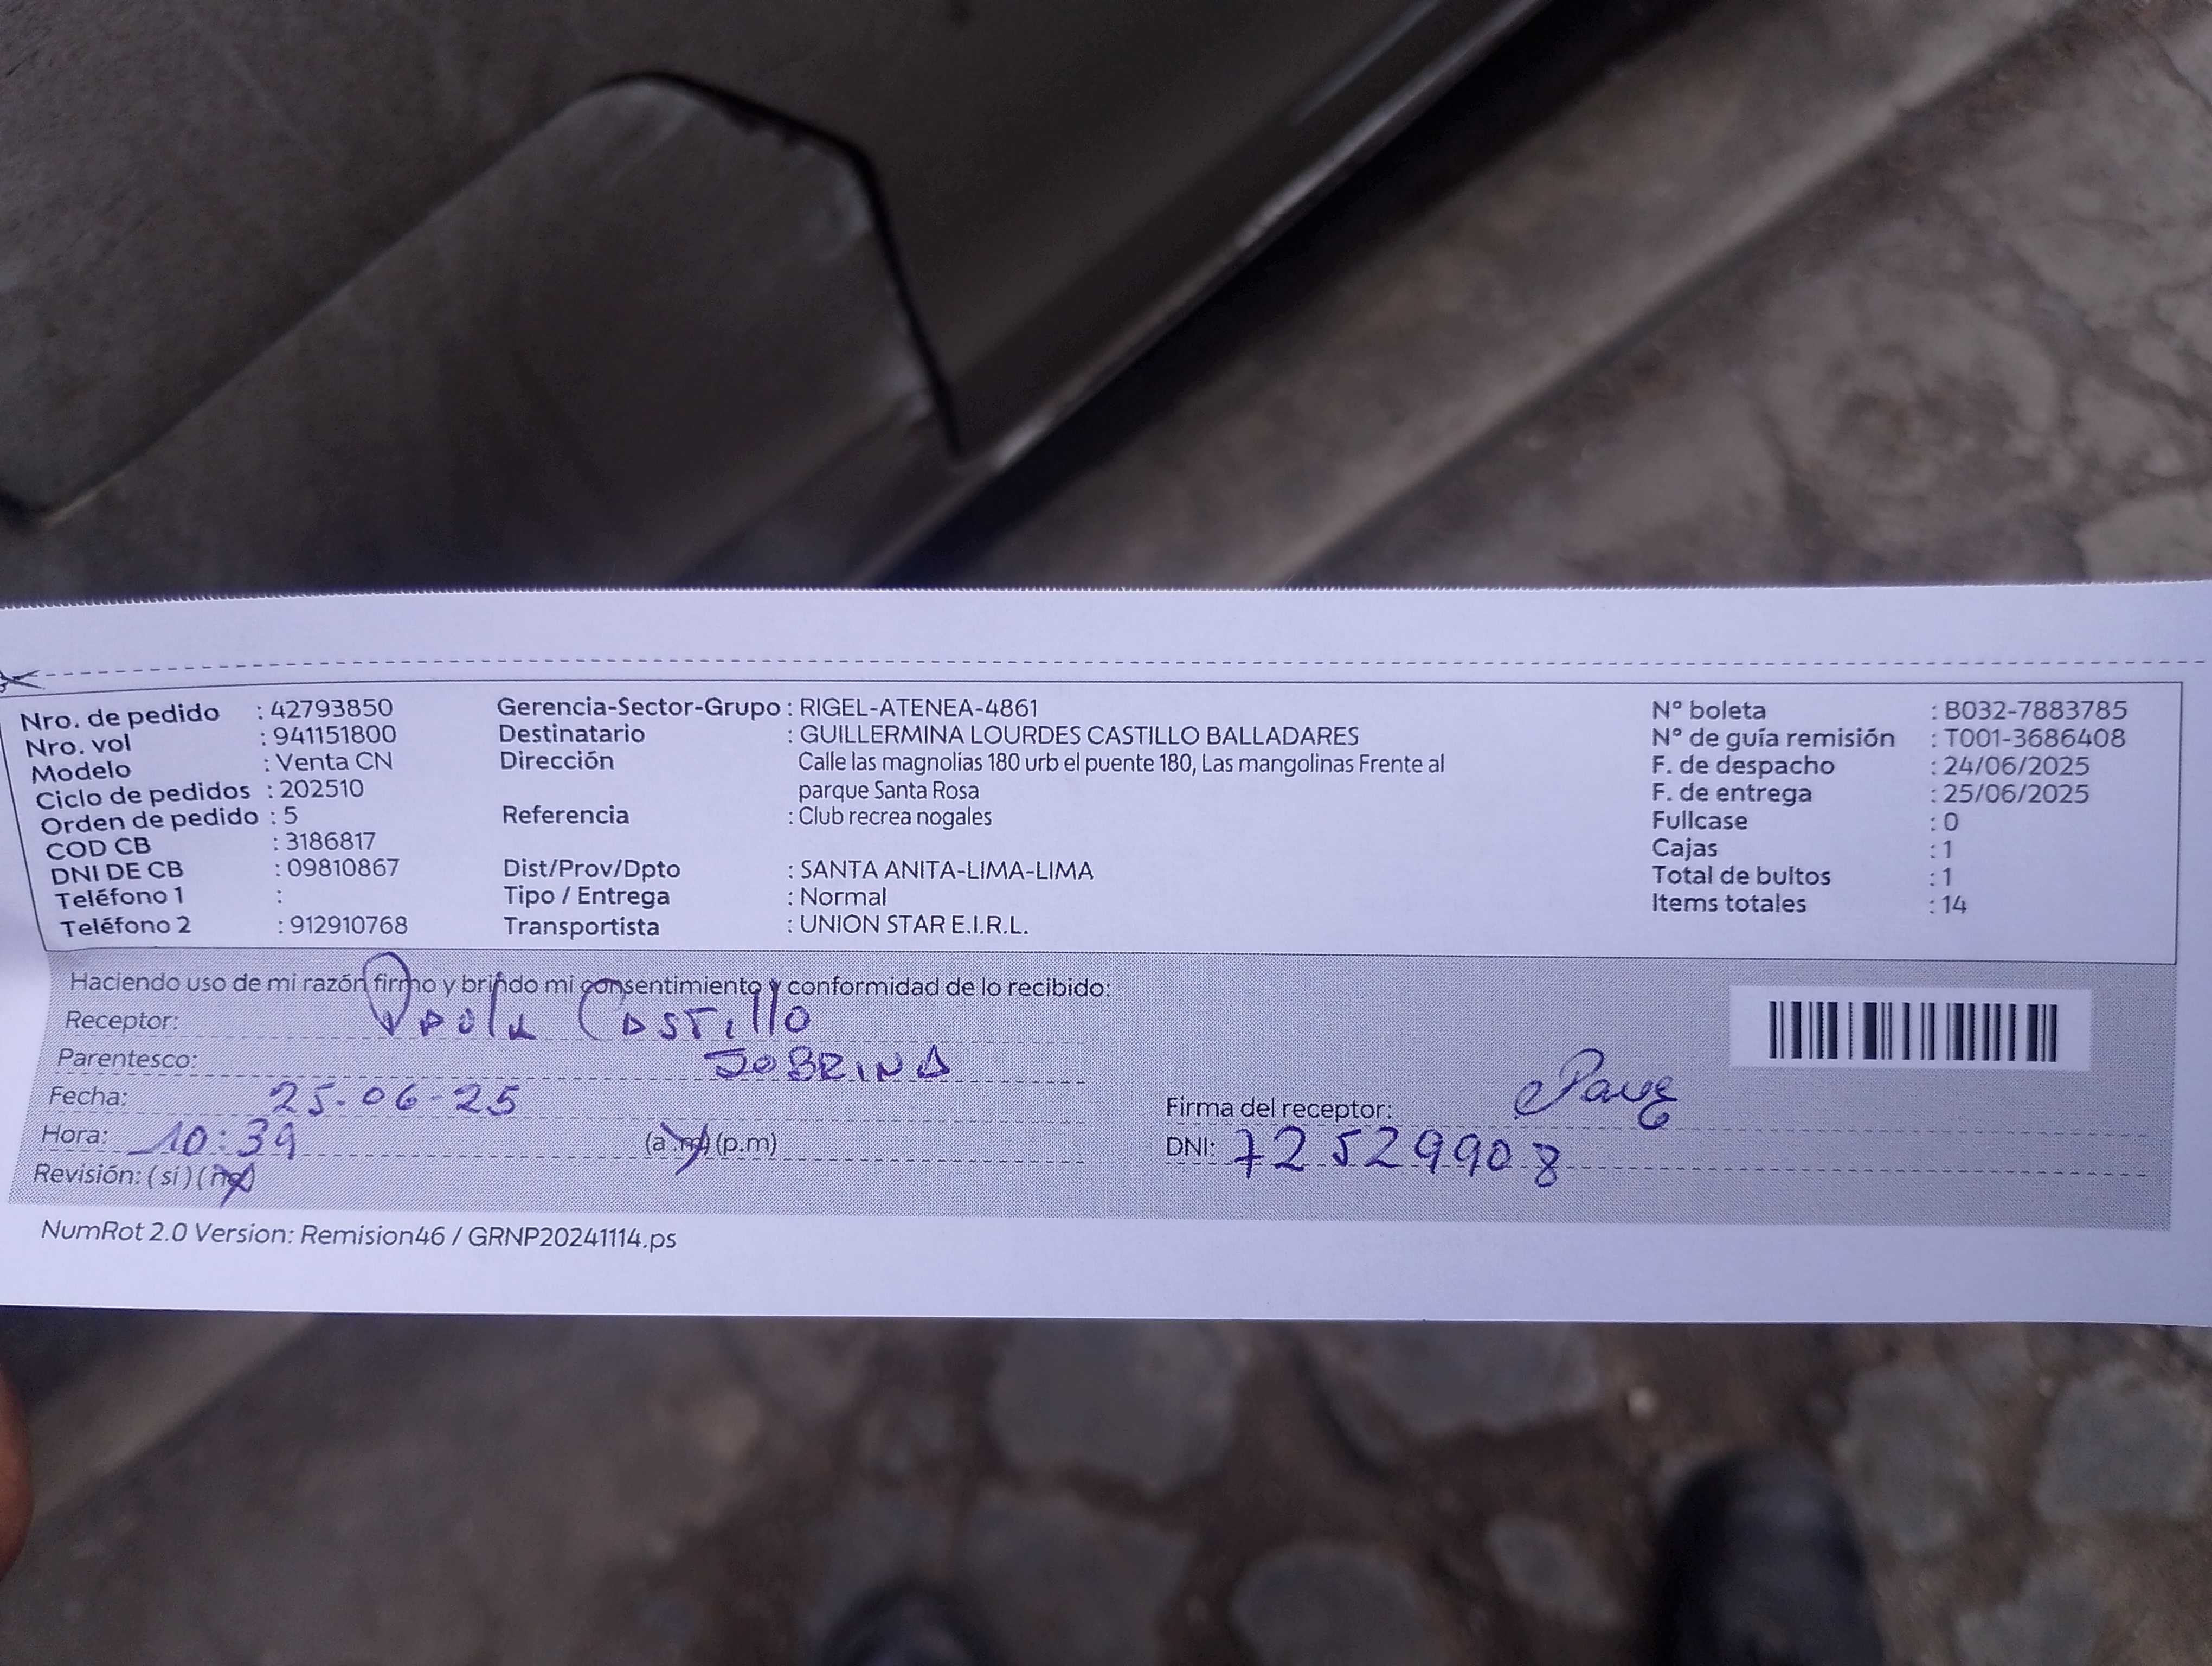 Nro. de pedido : 42793850
Nro. vol : 941151800
Modelo : Venta CN
Ciclo de pedidos : 202510
Orden de pedido : 5
COD CB : 3186817
DNI DE CB : 09810867
Teléfono 1 :
Teléfono 2 : 912910768
Gerencia-Sector-Grupo : RIGEL-ATENEA-4861
Destinatario : GUILLERMINA LOURDES CASTILLO BALLADARES
Dirección Calle las magnolias 180 urb el puente 180, Las mangolinas Frente al
parque Santa Rosa
Referencia : Club recrea nogales
Dist/Prov/Dpto : SANTA ANITA-LIMA-LIMA
Tipo / Entrega : Normal
Transportista : UNION STAR E.I.R.L.
Nº boleta : B032-7883785
Nº de guía remisión : T001-3686408
F. de despacho : 24/06/2025
F. de entrega : 25/06/2025
Fullcase : 0
Cajas : 1
Total de bultos : 1
Items totales : 14
Haciendo uso de mi razón firmo y brindo mi consentimiento y conformidad de lo recibido:
Receptor: Paola Castillo
Parentesco: SOBRINA
Fecha: 25-06-25
Hora: 10:39 (a.m) (p.m)
Revisión: (si) (no)
Firma del receptor:
DNI: 72529908
NumRot 2.0 Version: Remision46 / GRNP20241114.ps